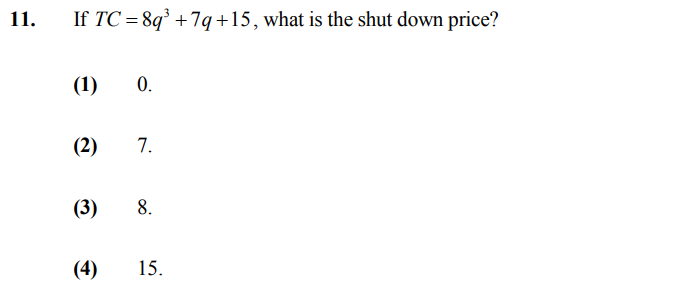 11. If TC = 8q³ + 7q + 15, what is the shut down price?
(1) 0.
(2) 7.
(3) 8.
(4) 15.